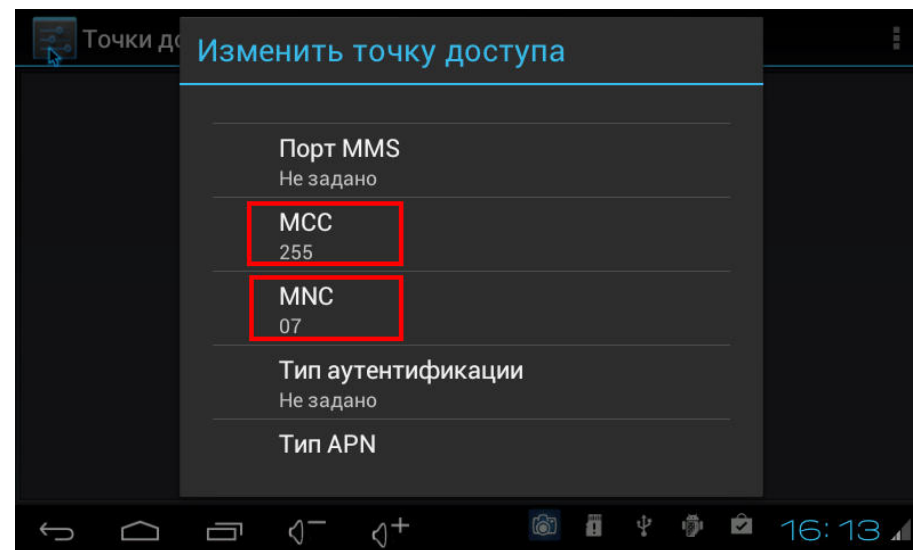 Точки до
Изменить точку доступа
Порт MMS
Не задано
MCC
255
MNC
07
Тип аутентификации
Не задано
Тип APN
16:13